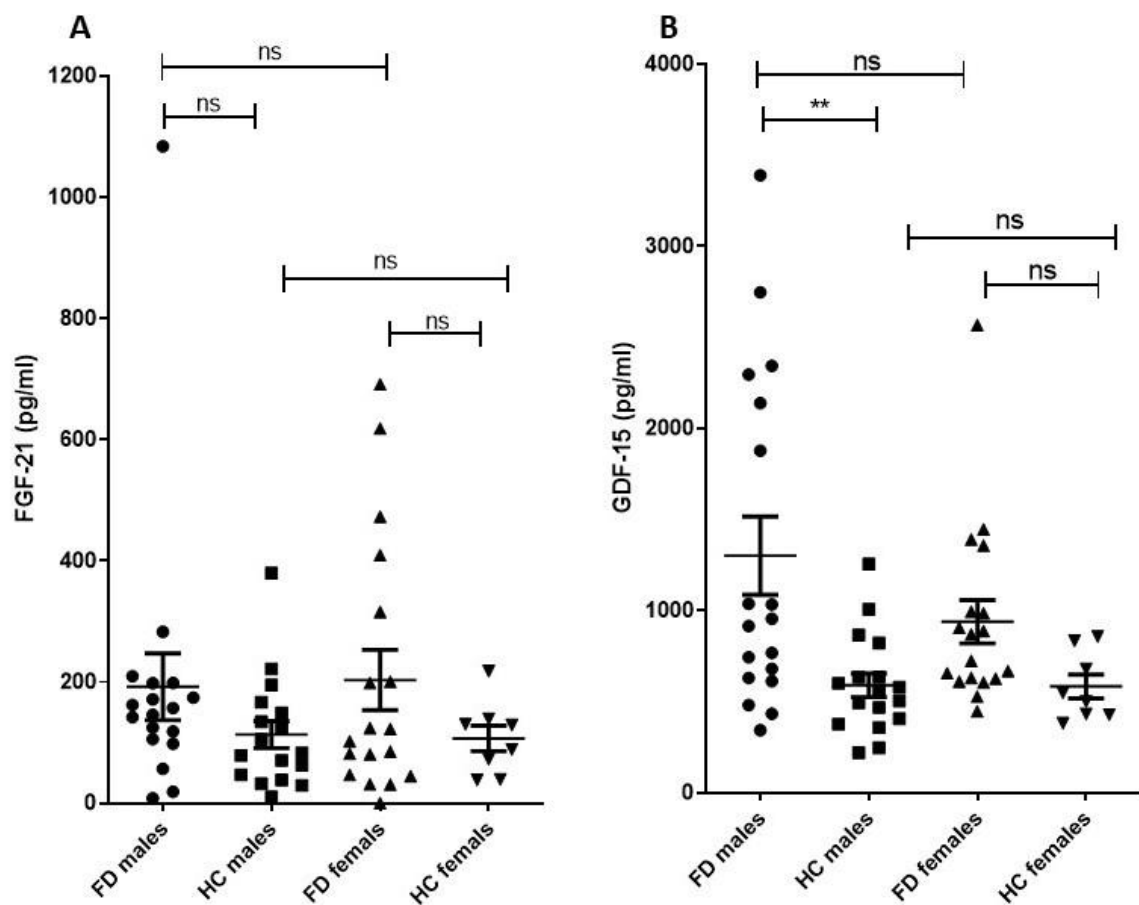 A
ns
ns
ns
ns
1200
1000
800
600
400
200
0
FGF-21 (pg/ml)
FD males
HC males
FD femals
HC femals
B
ns
**
ns
ns
4000
3000
2000
1000
0
GDF-15 (pg/ml)
FD males
HC males
FD females
HC females